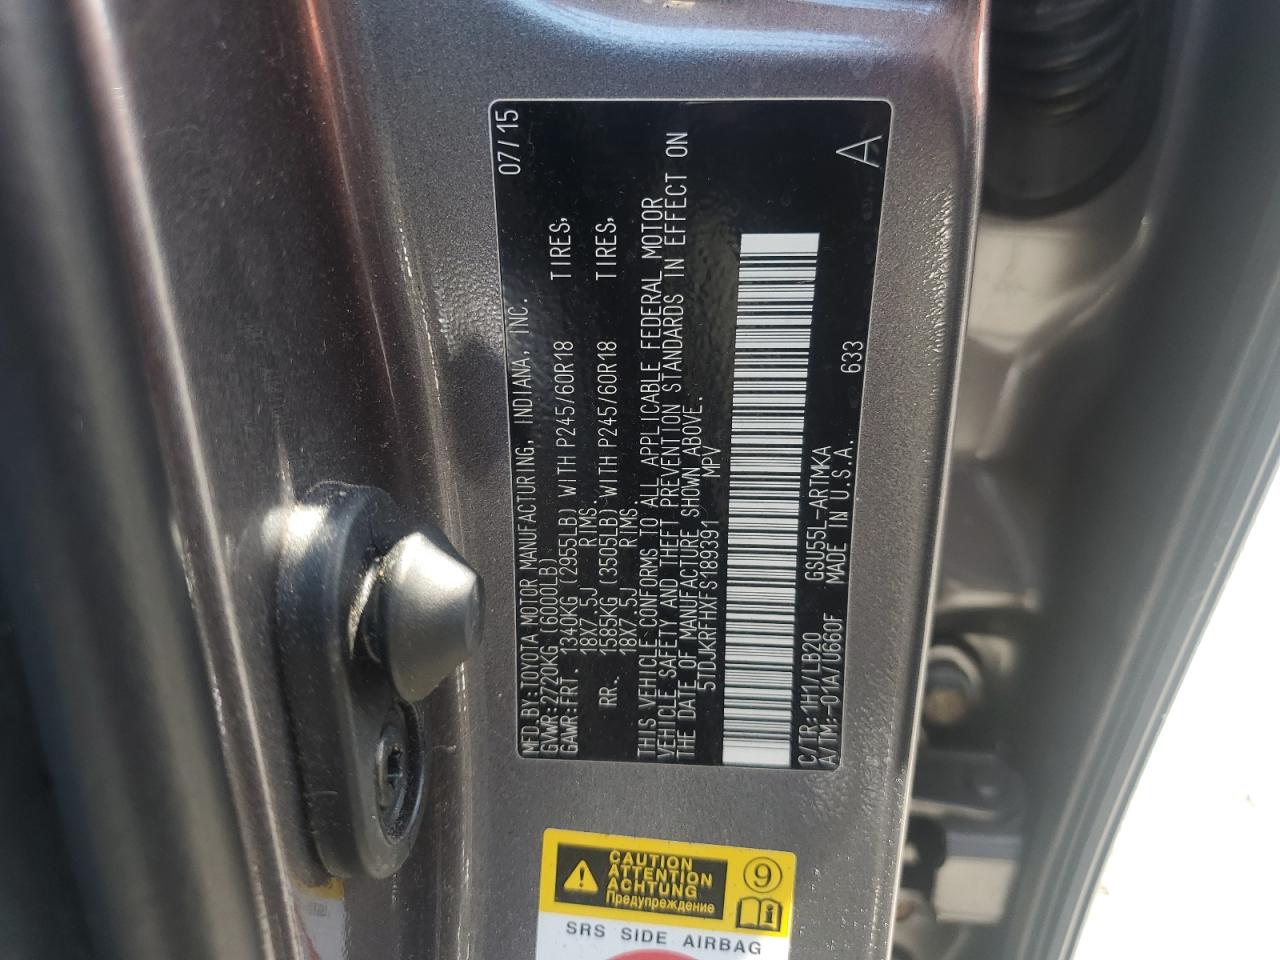 MFD.BY:TOYOTA MOTOR MANUFACTURING, INDIANA, INC. 07/15
GVWR:2720KG (6000LB)
GAWR:FRT. 1340KG (2955LB) WITH P245/60R18 TIRES,
18X7.5J RIMS.
RR. 1585KG (3505LB) WITH P245/60R18 TIRES,
18X7.5J RIMS.
THIS VEHICLE CONFORMS TO ALL APPLICABLE FEDERAL MOTOR
VEHICLE SAFETY AND THEFT PREVENTION STANDARDS IN EFFECT ON
THE DATE OF MANUFACTURE SHOWN ABOVE.
5TDJKRFHXFS189391 MPV
C/TR:1H1/LB20 GSU55L-ARTMKA 633
A/TM:-01A/U660F MADE IN U.S.A. A
CAUTION
ATTENTION
ACHTUNG
Предупреждение
9
SRS SIDE AIRBAG